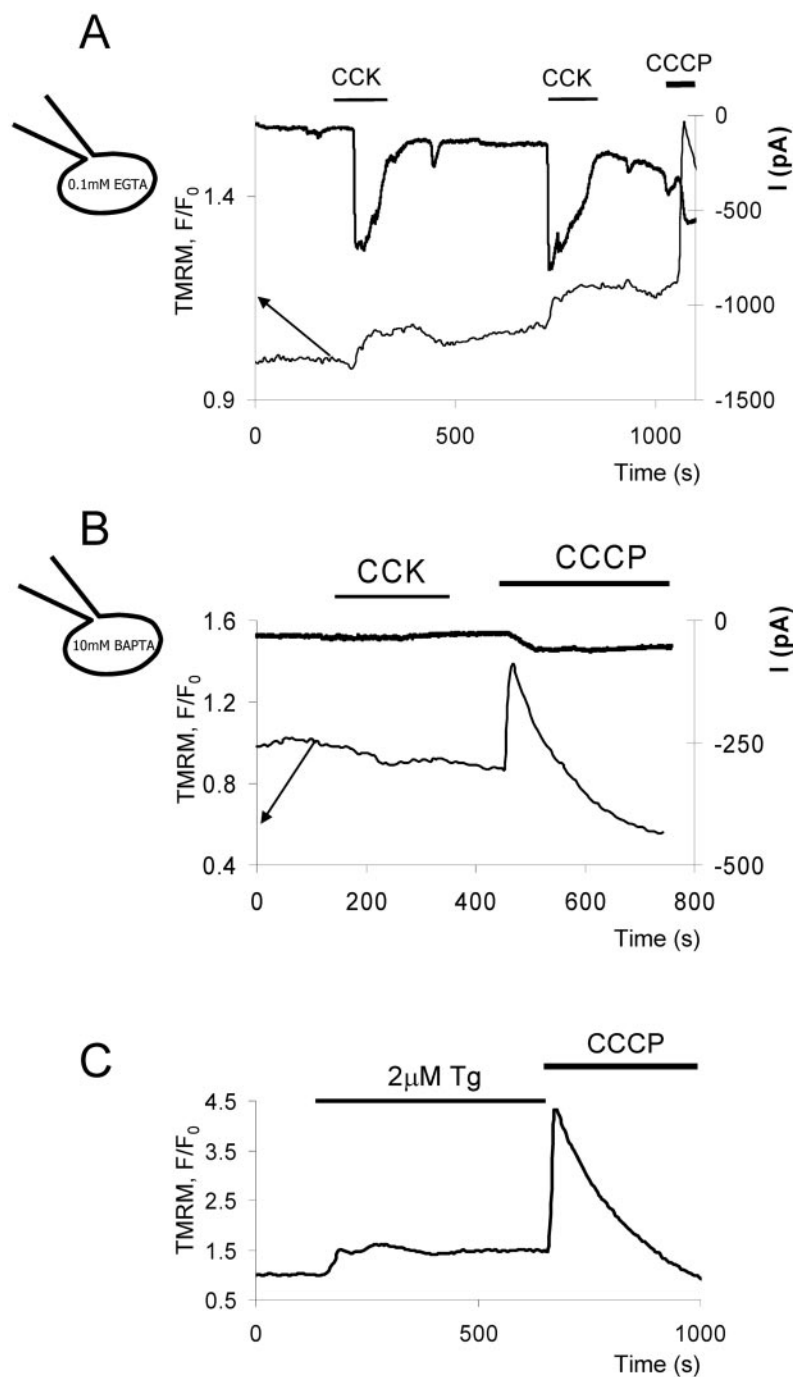 A
CCK CCK CCCP
0.1mM EGTA
TMRM, F/F0
1.4
0.9
I (pA)
0
-500
-1000
-1500
0 500 1000
Time (s)
B
CCK CCCP
10mM BAPTA
TMRM, F/F0
1.6
1.2
0.8
0.4
I (pA)
0
-250
-500
0 200 400 600 800
Time (s)
C
CCCP
2μM Tg
TMRM, F/F0
4.5
3.5
2.5
1.5
0.5
0 500 1000
Time (s)